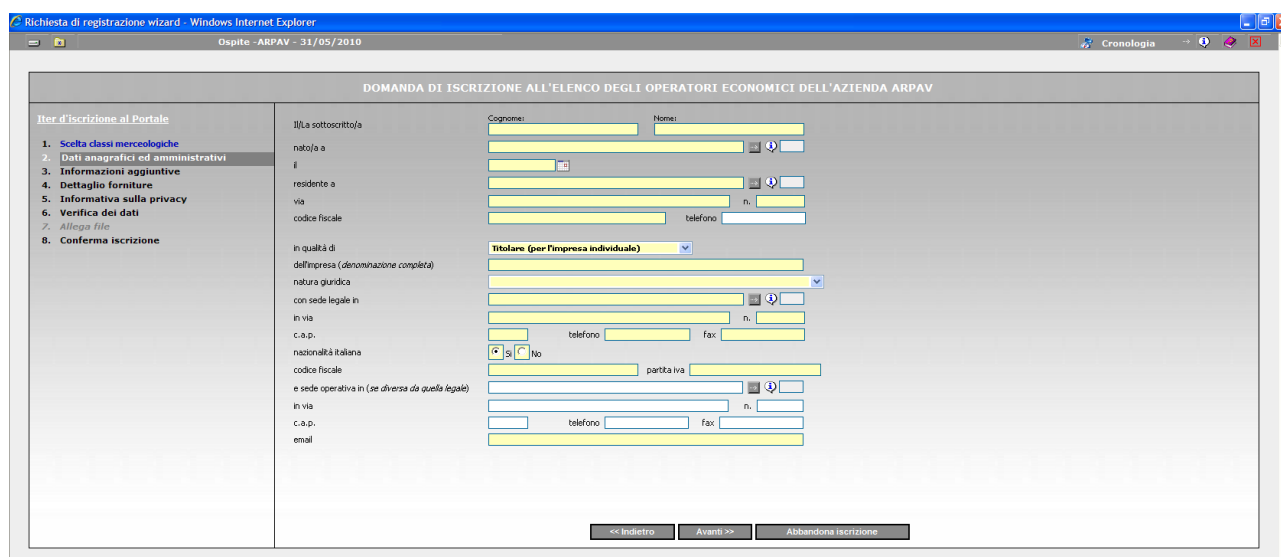 Richiesta di registrazione wizard - Windows Internet Explorer
Ospite -ARPAV - 31/05/2010
Cronologia
DOMANDA DI ISCRIZIONE ALL'ELENCO DEGLI OPERATORI ECONOMICI DELL'AZIENDA ARPAV
Iter d'iscrizione al Portale
1. Scelta classi merceologiche
2. Dati anagrafici ed amministrativi
3. Informazioni aggiuntive
4. Dettaglio forniture
5. Informativa sulla privacy
6. Verifica dei dati
7. Allega file
8. Conferma iscrizione
Cognome: Nome:
Il/La sottoscritto/a
nato/a a
il
residente a
via n.
codice fiscale telefono
in qualità di Titolare (per l'impresa individuale)
dell'impresa (denominazione completa)
natura giuridica
con sede legale in
in via n.
c.a.p. telefono fax
nazionalità italiana Si No
codice fiscale partita iva
e sede operativa in (se diversa da quella legale)
in via n.
c.a.p. telefono fax
email
<< Indietro Avanti >> Abbandona iscrizione